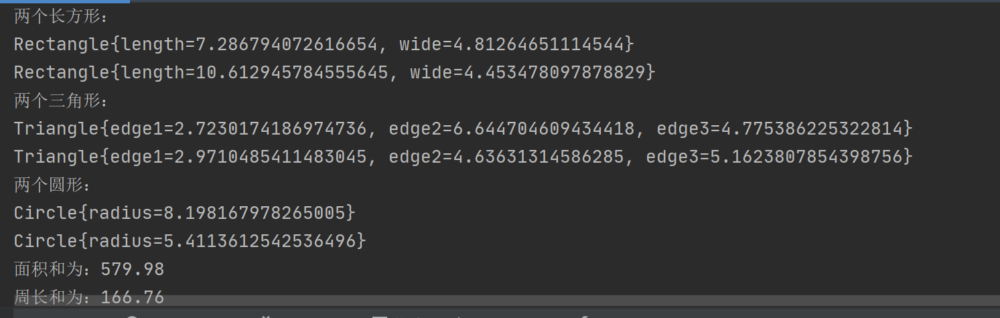 两个长方形：
Rectangle{length=7.286794072616654, wide=4.81264651114544}
Rectangle{length=10.612945784555645, wide=4.453478097878829}
两个三角形：
Triangle{edge1=2.7230174186974736, edge2=6.644704609434418, edge3=4.775386225322814}
Triangle{edge1=2.9710485411483045, edge2=4.63631314586285, edge3=5.1623807854398756}
两个圆形：
Circle{radius=8.198167978265005}
Circle{radius=5.4113612542536496}
面积和为：579.98
周长和为：166.76